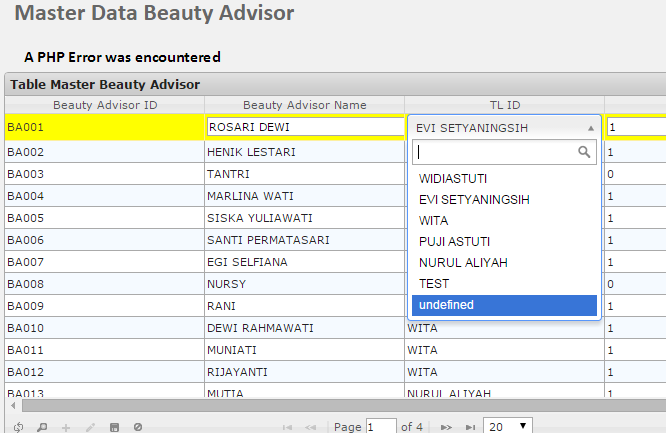 Master Data Beauty Advisor
A PHP Error was encountered
Table Master Beauty Advisor
Beauty Advisor ID Beauty Advisor Name TL ID
BA001 ROSARI DEWI EVI SETYANINGSIH 1
BA002 HENIK LESTARI 1
BA003 TANTRI WIDIASTUTI 0
BA004 MARLINA WATI EVI SETYANINGSIH 1
BA005 SISKA YULIAWATI WITA 1
BA006 SANTI PERMATASARI PUJI ASTUTI 1
BA007 EGI SELFIANA NURUL ALIYAH 1
BA008 NURSY TEST 0
BA009 RANI undefined 1
BA010 DEWI RAHMAWATI WITA 1
BA011 MUNIATI WITA 1
BA012 RIJAYANTI WITA 1
BA013 MUTIA NURUL ALIYAH 1
Page 1 of 4 20